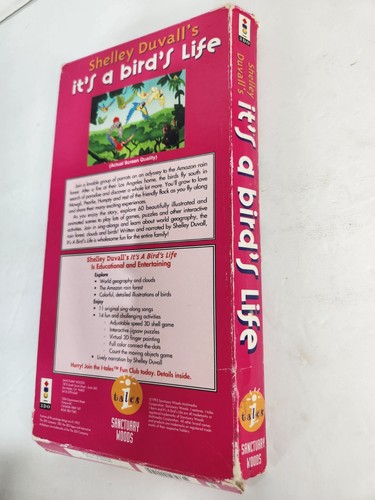 Shelley Duvall's
it's a bird's Life
(Actual Screen Quality)
Join a lovable group of parrots on an odyssey to the Amazon rain
forest. After a fire at their Los Angeles home, the birds fly south in
search of paradise and discover a whole lot more. You'll grow to love
Mowgli, Peachy, Humpty and rest of the friendly flock as you fly along
and share their many exciting experiences.
As you enjoy the story, explore 60 beautifully illustrated and
animated scenes to play lots of games, puzzles and other interactive
activities. Join in sing-alongs and learn about world geography, the
rain forest, clouds and birds! Written and narrated by Shelley Duvall,
It's A Bird's Life is wholesome fun for the entire family!
Shelley Duvall's It's A Bird's Life
Is Educational and Entertaining
Explore
• World geography and clouds
• The Amazon rain forest
• Colorful, detailed illustrations of birds
Enjoy
• 11 original sing-along songs
• 14 fun and challenging activities
- Adjustable speed 3D shell game
- Interactive jigsaw puzzles
- Virtual 3D finger painting
- Full color connect-the-dots
- Count the moving objects game
• Lively narration by Shelley Duvall
Hurry! Join the i•tales™ Fun Club today. Details inside.
3DO
i
tales
SANCTUARY
WOODS
Shelley
Duvall's
it's a bird's Life
i
tales
SANCTUARY
WOODS